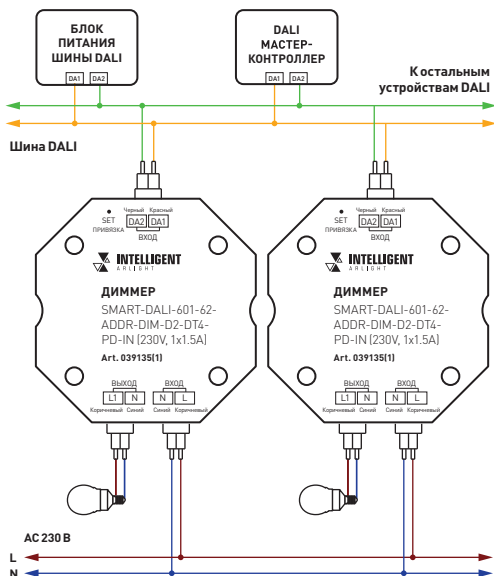 БЛОК
ПИТАНИЯ
ШИНЫ DALI
DA1 DA2
DALI
МАСТЕР-
КОНТРОЛЛЕР
DA1 DA2
К остальным
устройствам DALI
Шина DALI
Черный Красный
SET
ПРИВЯЗКА
DA2 DA1
ВХОД
INTELLIGENT
ARLIGHT
ДИММЕР
SMART-DALI-601-62-
ADDR-DIM-D2-DT4-
PD-IN (230V, 1x1.5A)
Art. 039135(1)
ВЫХОД ВХОД
L1 N N L
Коричневый Синий Синий Коричневый
Черный Красный
SET
ПРИВЯЗКА
DA2 DA1
ВХОД
INTELLIGENT
ARLIGHT
ДИММЕР
SMART-DALI-601-62-
ADDR-DIM-D2-DT4-
PD-IN (230V, 1x1.5A)
Art. 039135(1)
ВЫХОД ВХОД
L1 N N L
Коричневый Синий Синий Коричневый
AC 230 В
L
N